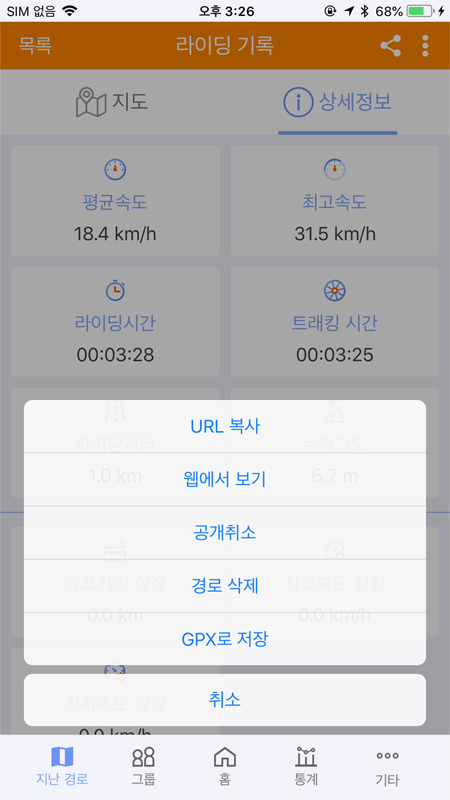 SIM 없음 오후 3:26 68%
목록 라이딩 기록
지도 상세정보
평균속도 최고속도
18.4 km/h 31.5 km/h
라이딩시간 트래킹 시간
00:03:28 00:03:25
라이딩거리 누적고도
1.0 km 6.7 m
URL 복사
웹에서 보기
공개취소
목표거리 설정 최고속도 설정
경로 삭제
0.0 km 0.0 km/h
GPX로 저장
최저속도 설정
취소
0.0 km/h
지난 경로 그룹 홈 통계 기타